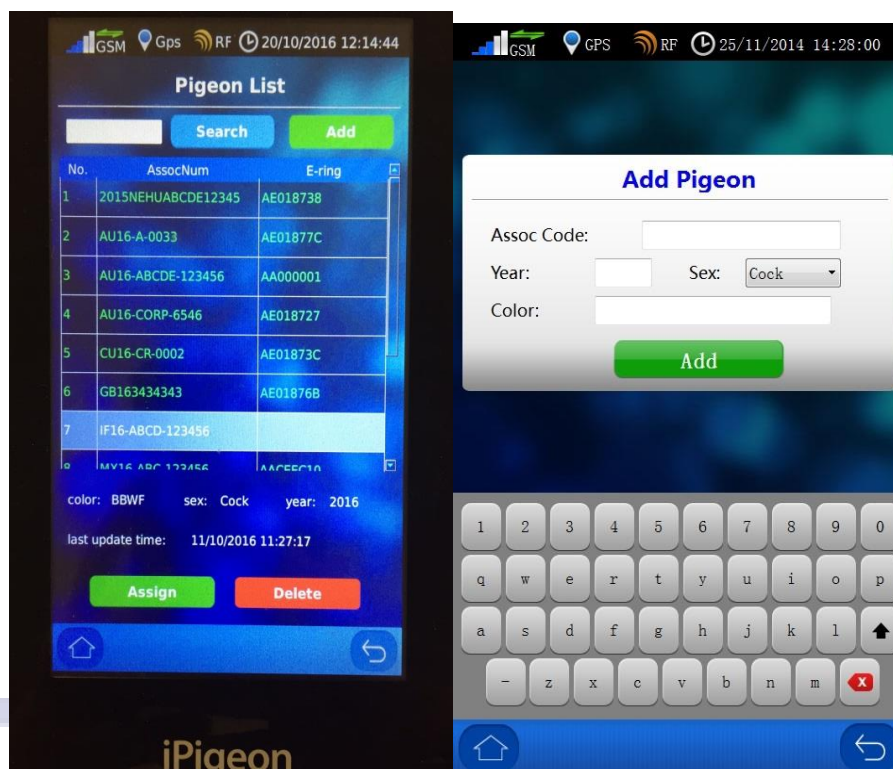 GSM Gps RF 20/10/2016 12:14:44
Pigeon List
Search Add
No. AssocNum E-ring
1 2015NEHUABCDE12345 AE018738
2 AU16-A-0033 AE01877C
3 AU16-ABCDE-123456 AA000001
4 AU16-CORP-6546 AE018727
5 CU16-CR-0002 AE01873C
6 GB163434343 AE01876B
7 IF16-ABCD-123456
8 MX16-ABC-123456
color: BBWF sex: Cock year: 2016
last update time: 11/10/2016 11:27:17
Assign Delete
iPigeon
GSM GPS RF 25/11/2014 14:28:00
Add Pigeon
Assoc Code:
Year: Sex: Cock
Color:
Add
1 2 3 4 5 6 7 8 9 0
q w e r t y u i o p
a s d f g h j k l
- z x c v b n m X